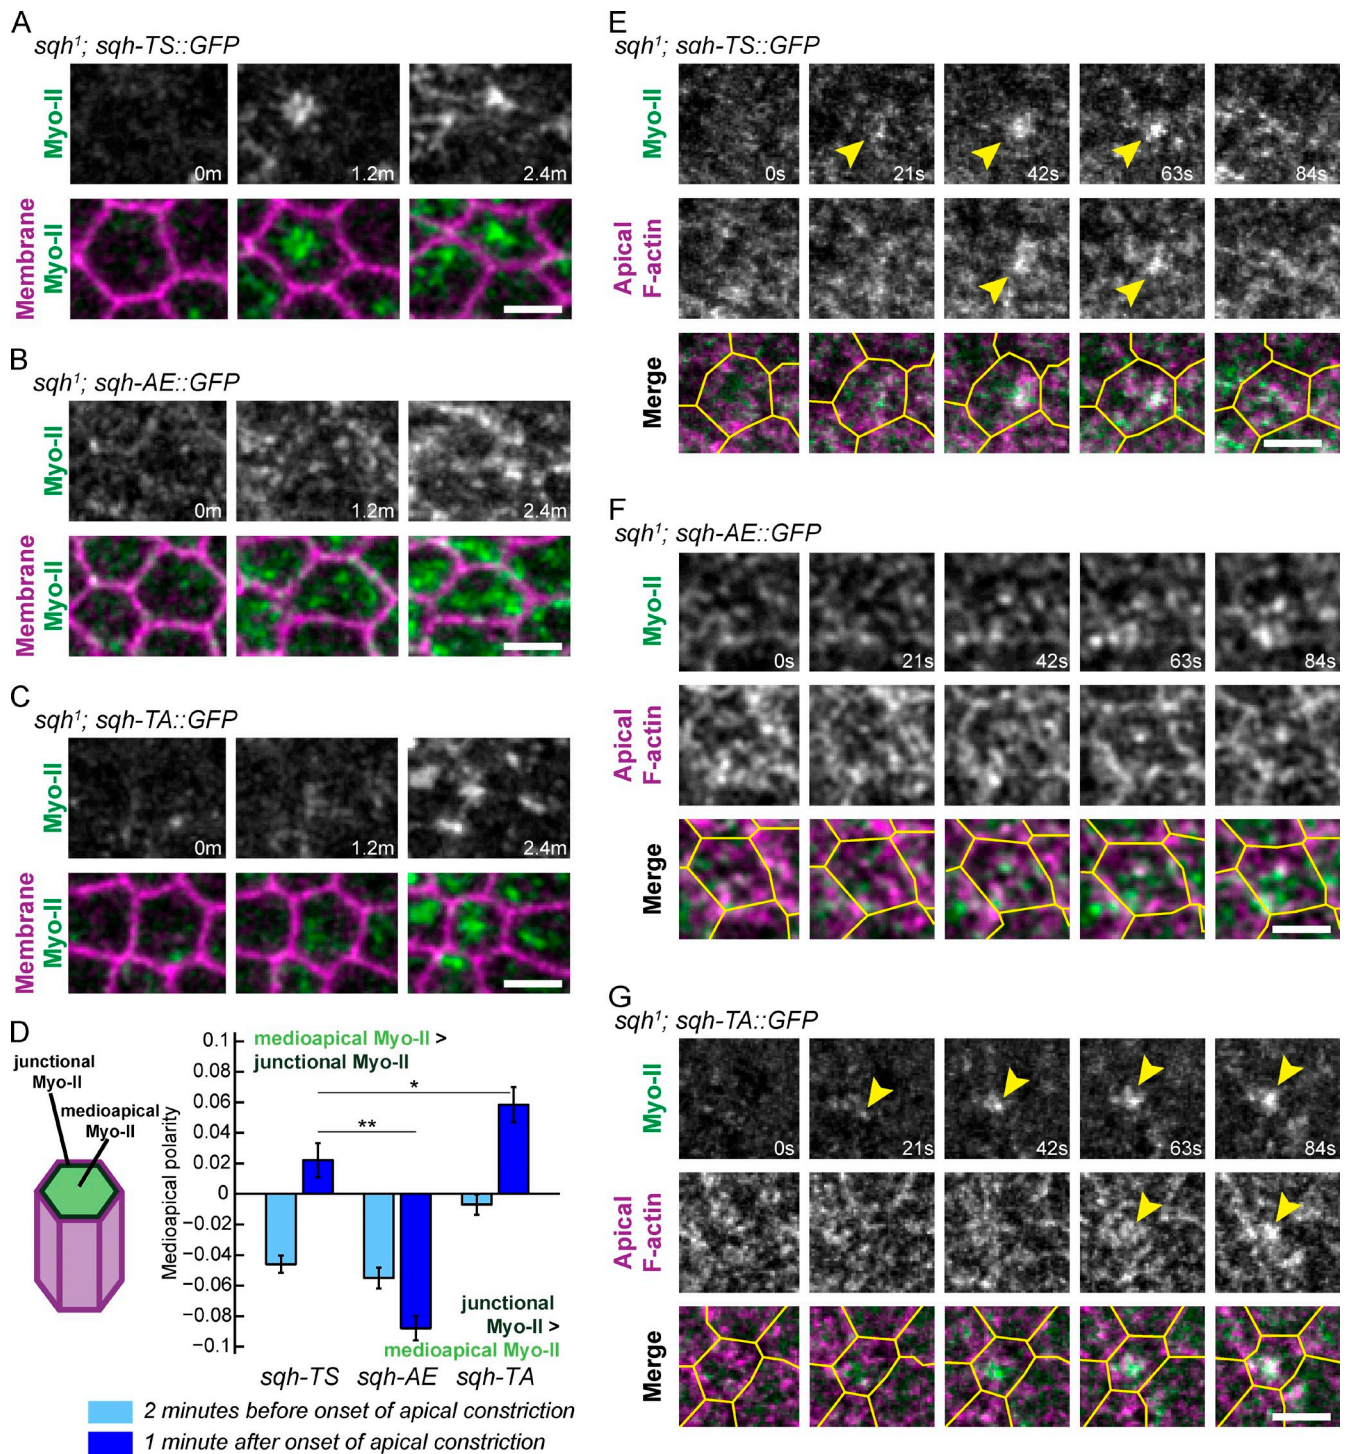 A
sqh1; sqh-TS::GFP
Myo-II
0m
1.2m
2.4m
Membrane
Myo-II
B
sqh1; sqh-AE::GFP
Myo-II
0m
1.2m
2.4m
Membrane
Myo-II
C
sqh1; sqh-TA::GFP
Myo-II
0m
1.2m
2.4m
Membrane
Myo-II
D
junctional
Myo-II
medioapical
Myo-II
Medioapical polarity
0.1
0.08
0.06
0.04
0.02
0
−0.02
−0.04
−0.06
−0.08
−0.1
medioapical Myo-II >
junctional Myo-II
*
**
junctional
Myo-II >
medioapical Myo-II
sqh-TS
sqh-AE
sqh-TA
2 minutes before onset of apical constriction
1 minute after onset of apical constriction
E
sqh1; sqh-TS::GFP
Myo-II
0s
21s
42s
63s
84s
Apical
F-actin
Merge
F
sqh1; sqh-AE::GFP
Myo-II
0s
21s
42s
63s
84s
Apical
F-actin
Merge
G
sqh1; sqh-TA::GFP
Myo-II
0s
21s
42s
63s
84s
Apical
F-actin
Merge